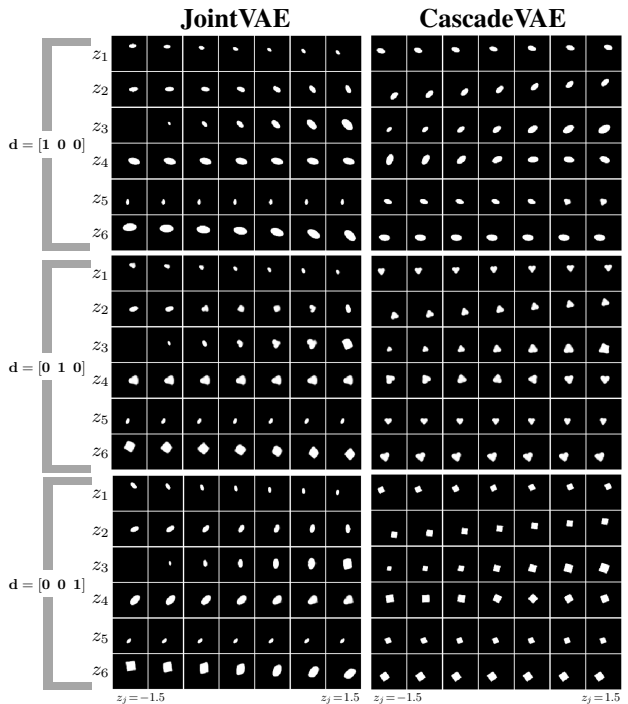 JointVAE CascadeVAE
z1
z2
z3
d = [1 0 0]
z4
z5
z6
z1
z2
z3
d = [0 1 0]
z4
z5
z6
z1
z2
z3
d = [0 0 1]
z4
z5
z6
zj = −1.5 zj = 1.5 zj = −1.5 zj = 1.5